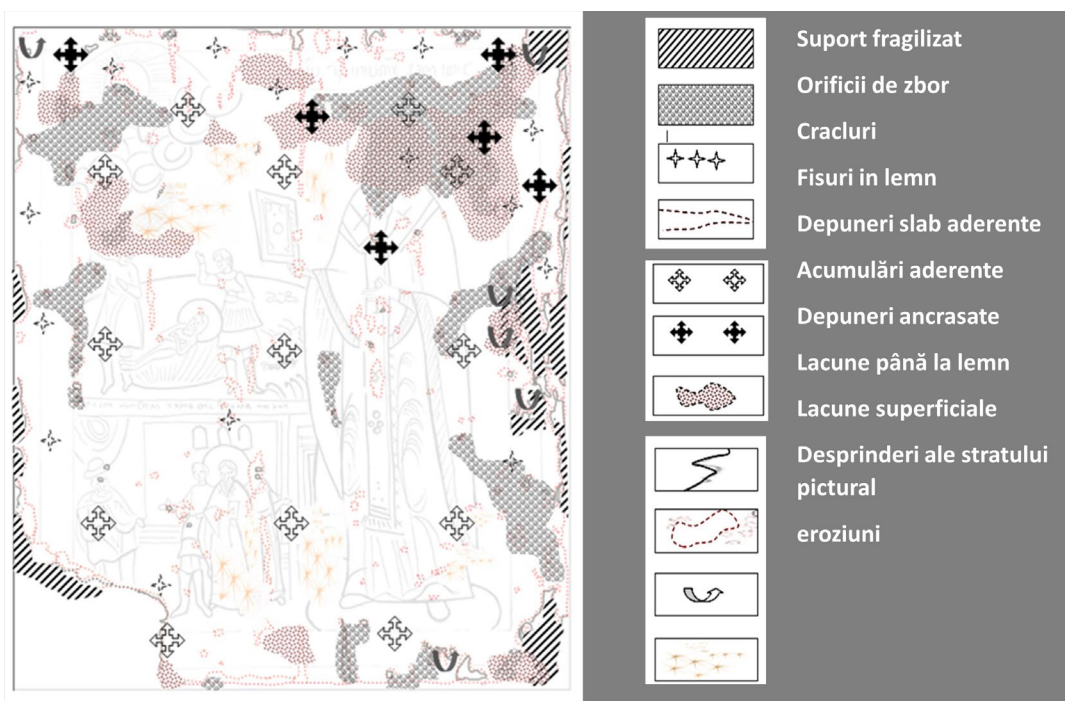 Suport fragilizat
Orificii de zbor
Cracluri
Fisuri in lemn
Depuneri slab aderente
Acumulări aderente
Depuneri ancrasate
Lacune până la lemn
Lacune superficiale
Desprinderi ale stratului
pictural
eroziuni